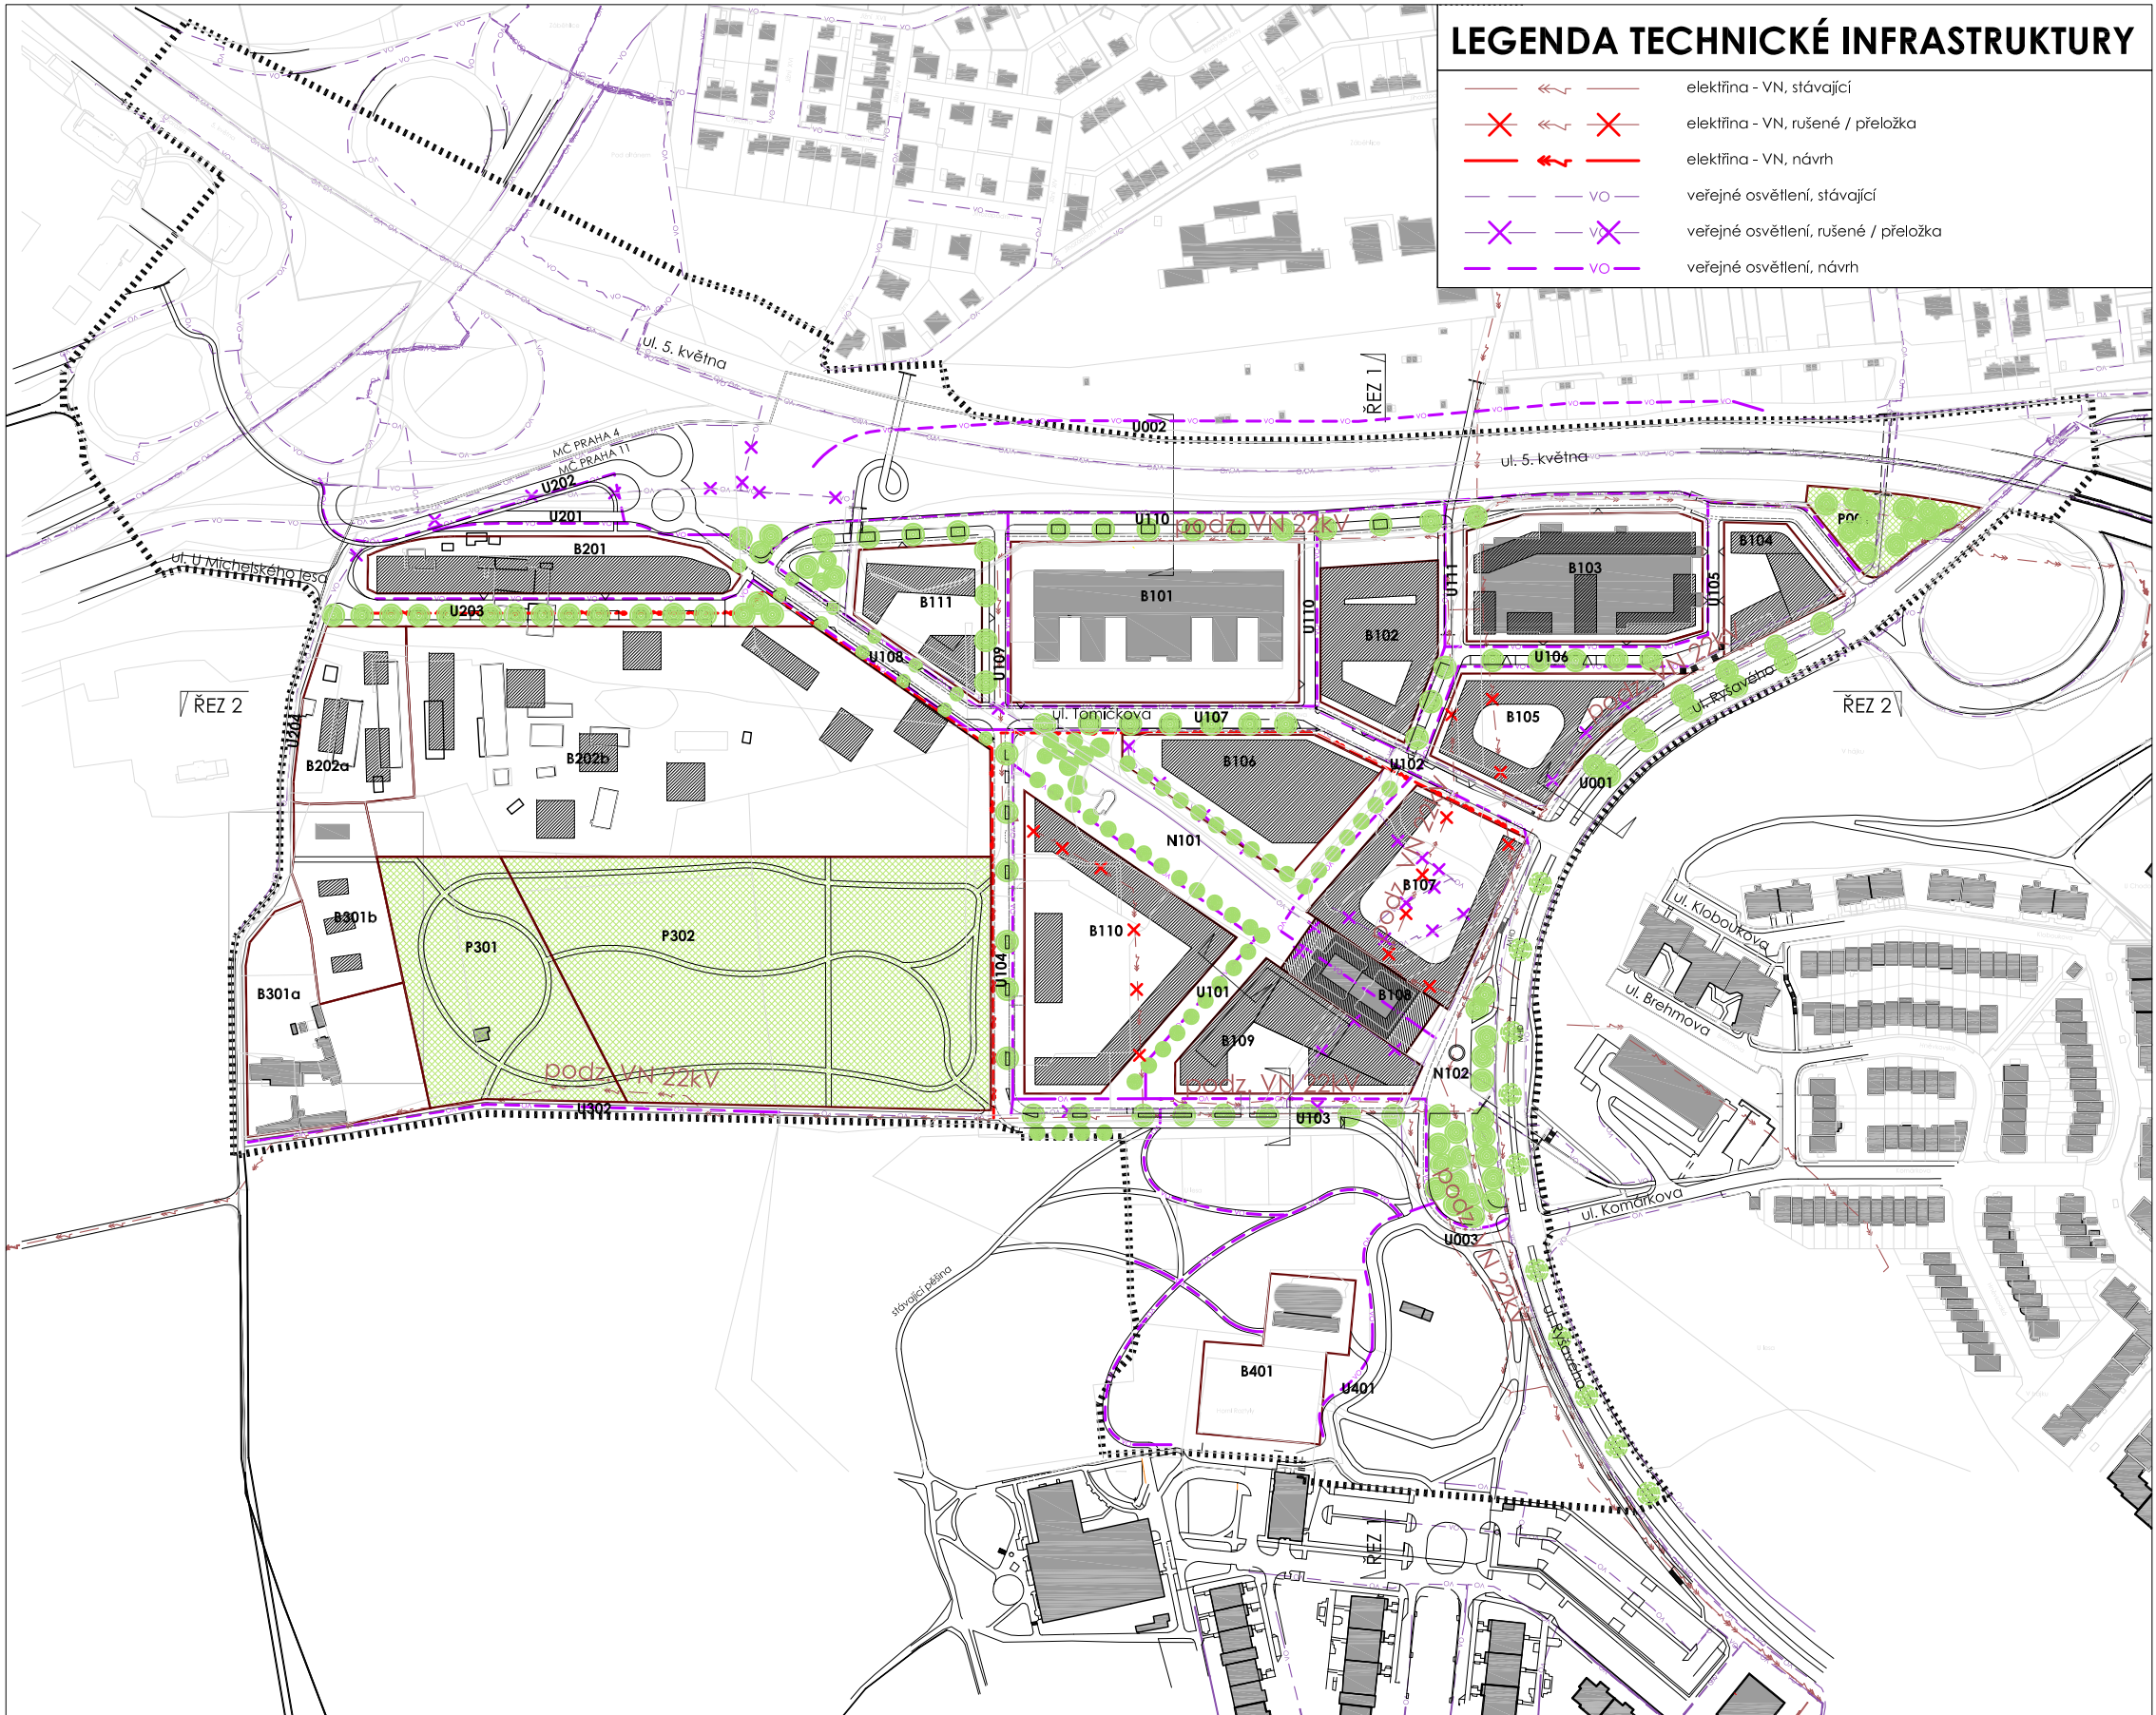 LEGENDA TECHNICKÉ INFRASTRUKTURY
elektřina - VN, stávající
elektřina - VN, rušené / přeložka
elektřina - VN, návrh
VO
veřejné osvětlení, stávající
VO
veřejné osvětlení, rušené / přeložka
VO
veřejné osvětlení, návrh
ul. 5. května
ŘEZ 1
U002
MČ PRAHA 4
MČ PRAHA 11
ul. 5. května
U202
U201
U110
podz. VN 22kV
B201
B104
ul. U Michelského lesa
B103
B101
B111
U111
U105
U203
U110
B102
U108
U109
U106
podz. VN 22kV
ul. Ryšavého
ŘEZ 2
ŘEZ 2
U204
ul. Tomíčkova
U107
B105
B202a
B202b
B106
U102
U001
N101
podz. VN 22kV
B107
ul. Kloboukova
B301b
P301
P302
B110
B301a
U104
U101
B108
ul. Brehmova
B109
N102
podz. VN 22kV
podz. VN 22kV
U302
U103
podz. VN 22kV
ul. Komárkova
U003
stávající pěšina
ul. Ryšavého
B401
U401
ŘEZ 1